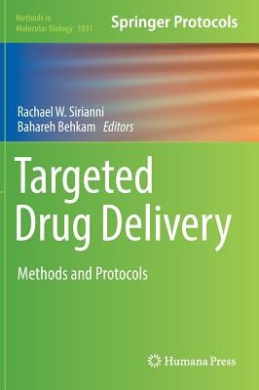 Methods in
Molecular Biology 1831
Springer Protocols
Rachael W. Sirianni
Bahareh Behkam Editors
Targeted
Drug Delivery
Methods and Protocols
Humana Press